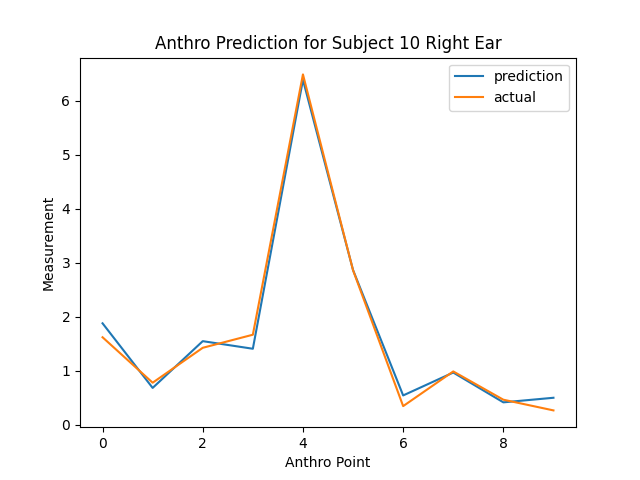 Anthro Prediction for Subject 10 Right Ear
prediction
actual
Measurement
6
5
4
3
2
1
0
0 2 4 6 8
Anthro Point